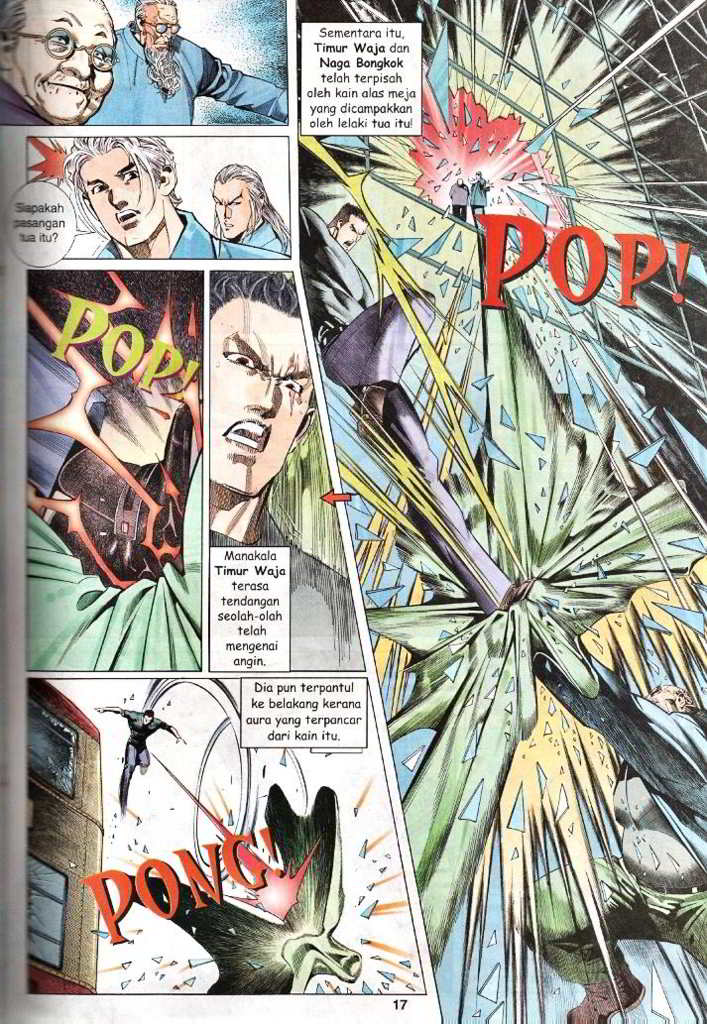 Sementara itu,
Timur Waja dan
Naga Bongkok
telah terpisah
oleh kain alas meja
yang dicampakkan
oleh lelaki tua itu!
POP!
Siapakah
pasangan
tua itu?
POP!
Manakala
Timur Waja
terasa
tendangan
seolah-olah
telah
mengenai
angin.
Dia pun terpantul
ke belakang kerana
aura yang terpancar
dari kain itu.
PONG!
17